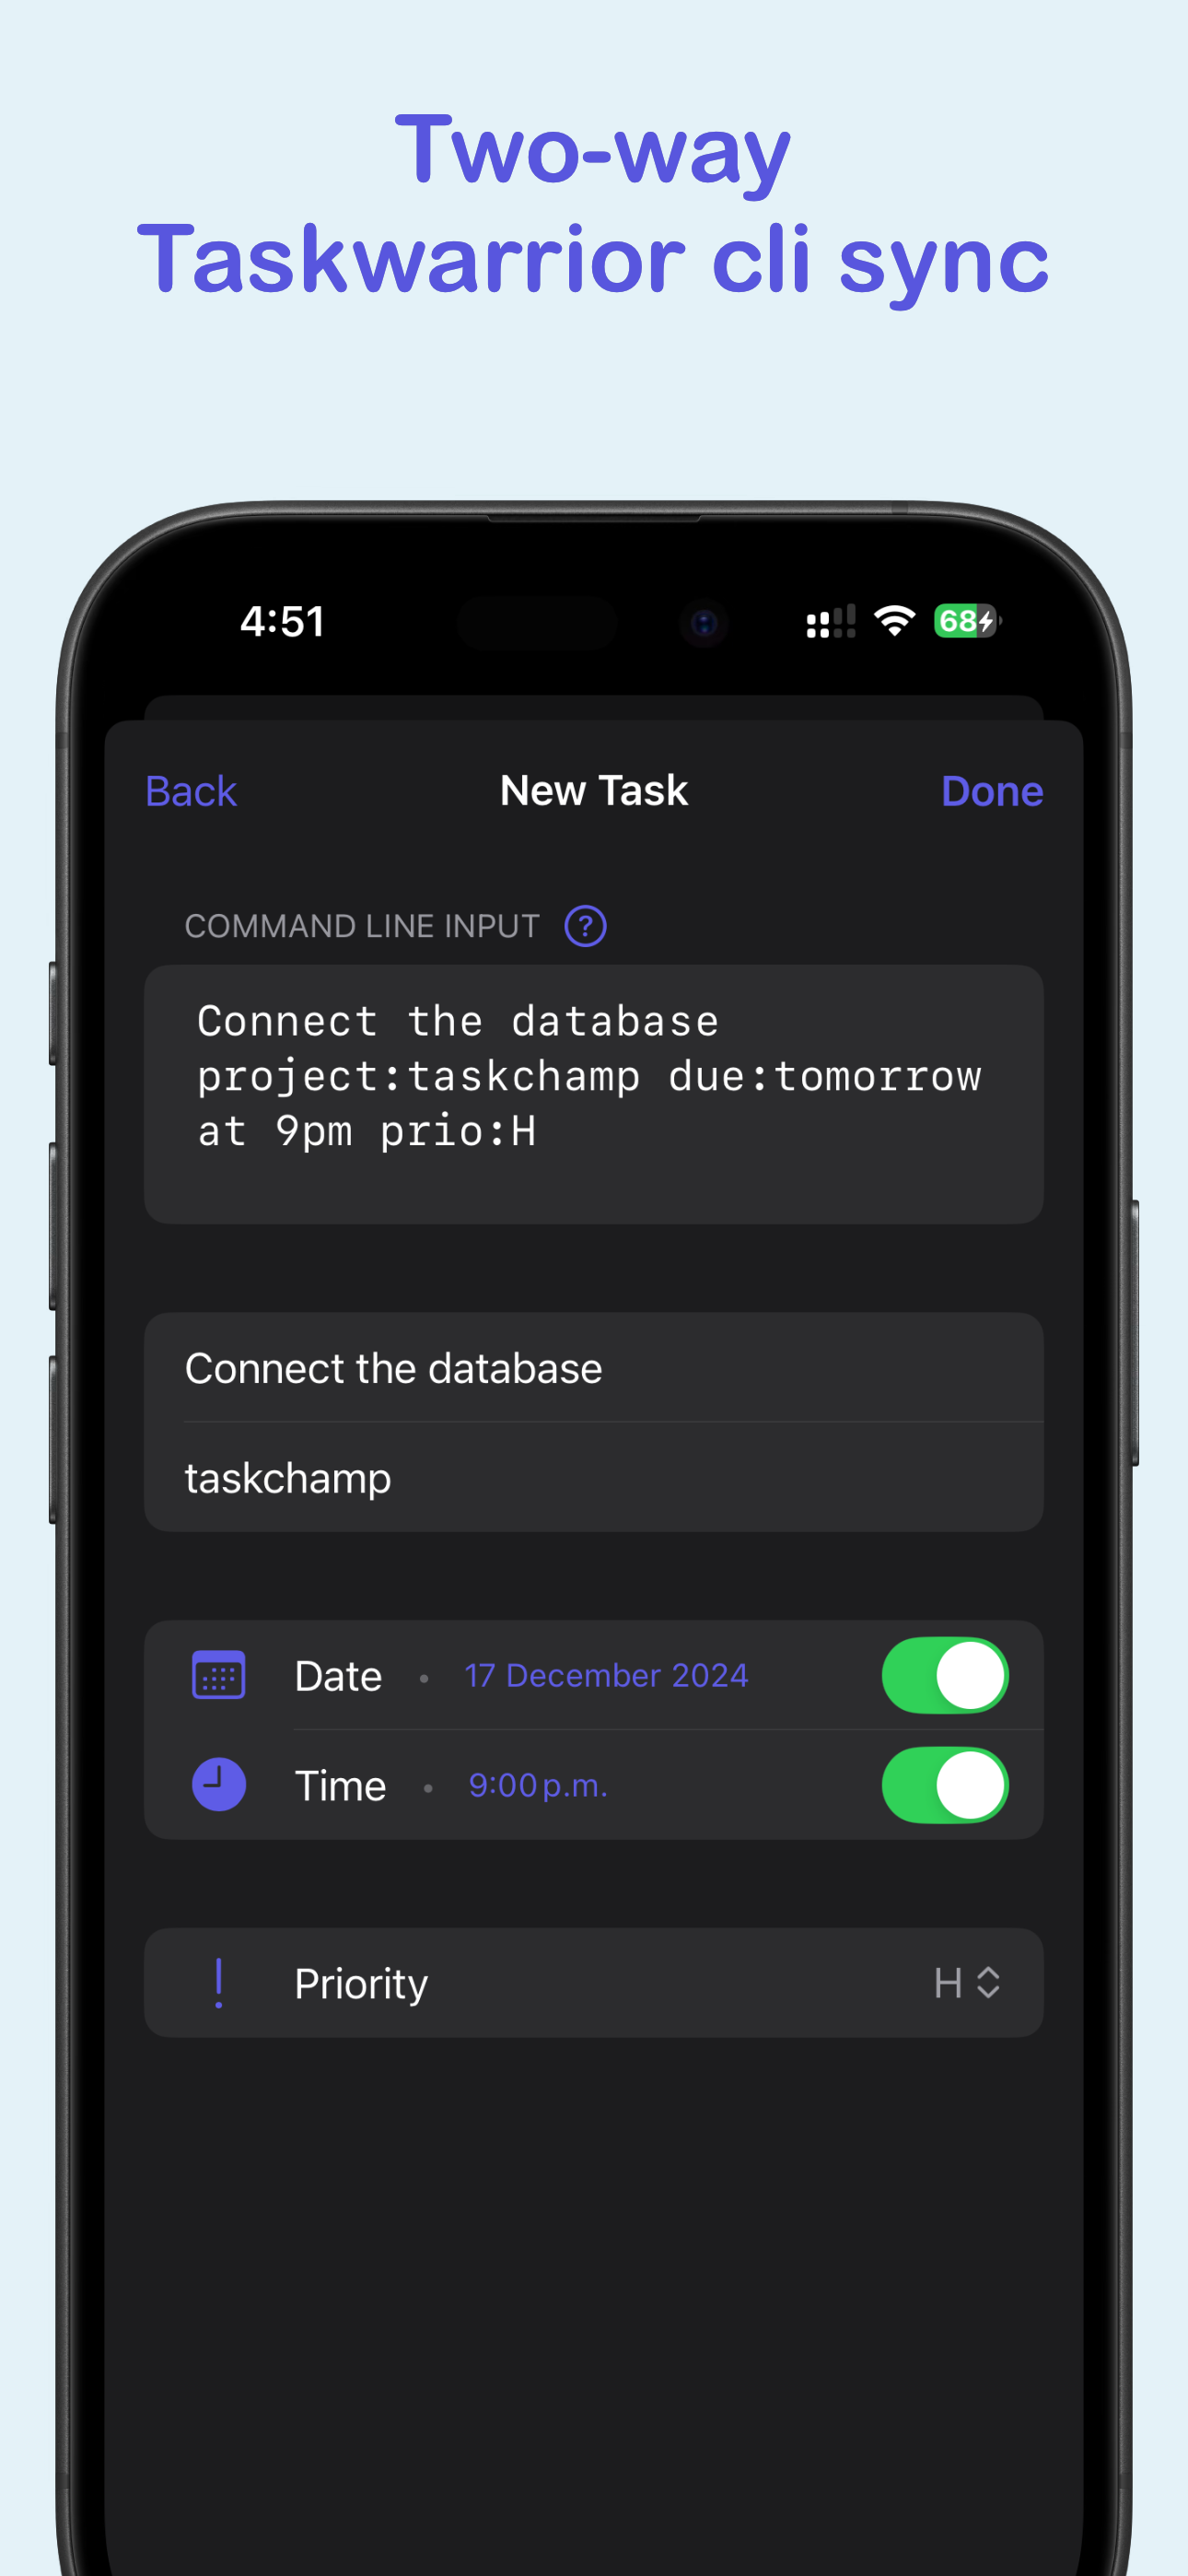 Two-way
Taskwarrior cli sync
4:51
68
Back
New Task
Done
COMMAND LINE INPUT ?
Connect the database
project:taskchamp due:tomorrow
at 9pm prio:H
Connect the database
taskchamp
Date • 17 December 2024
Time • 9:00 p.m.
Priority
H